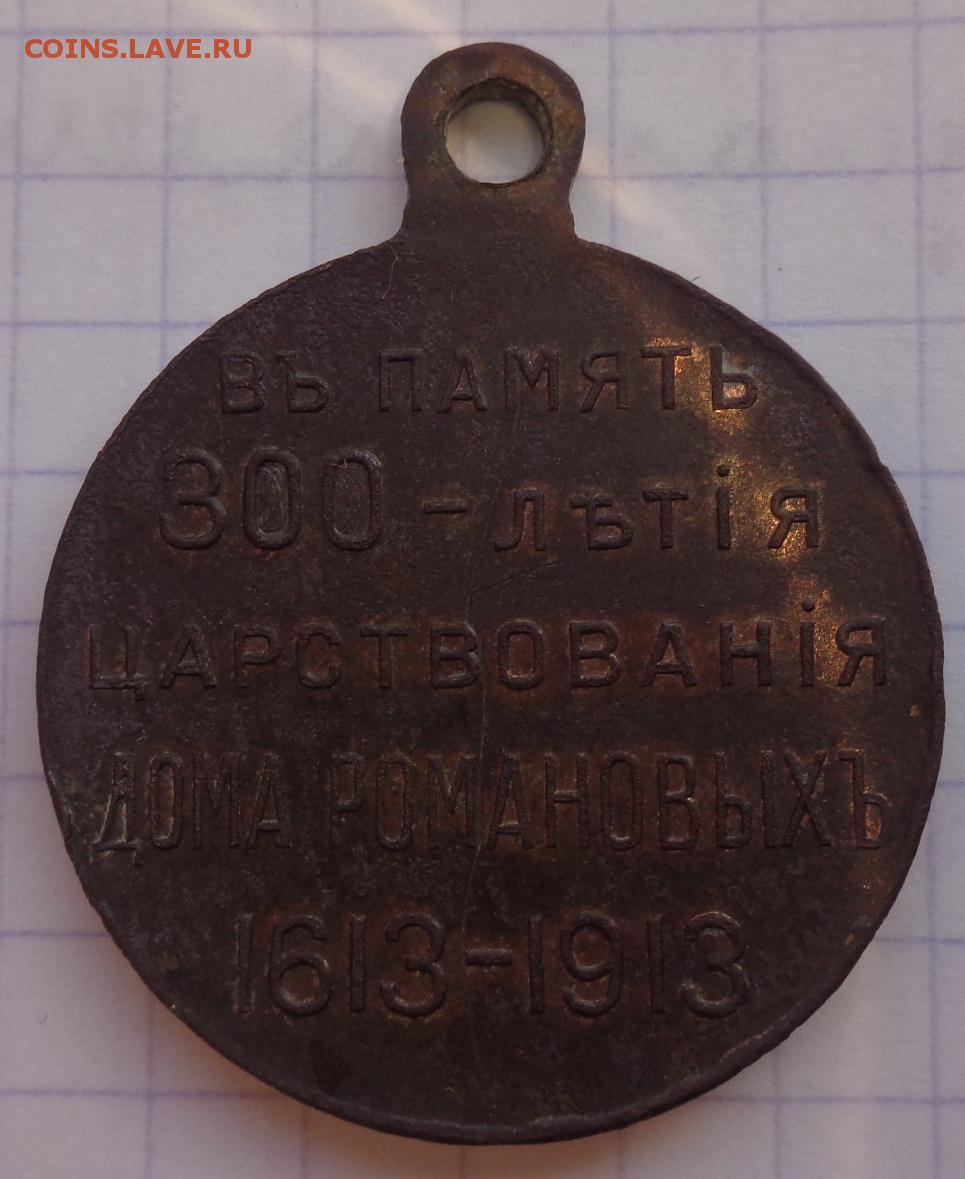 COINS.LAVE.RU
ВЪ ПАМЯТЬ
300-ЛѢТІЯ
ЦАРСТВОВАНІЯ
ДОМА РОМАНОВЫХЪ
1613-1913